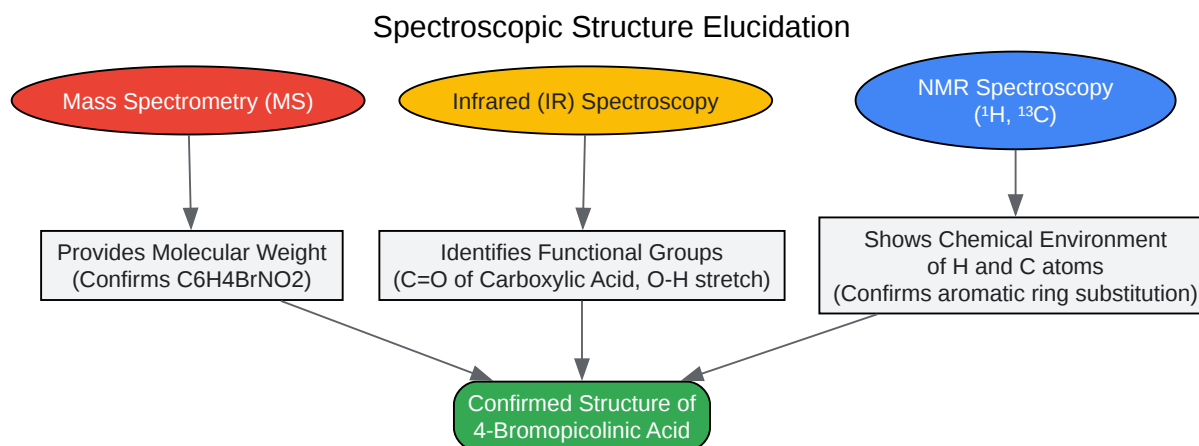 Spectroscopic Structure Elucidation
Mass Spectrometry (MS)
Infrared (IR) Spectroscopy
NMR Spectroscopy
(¹H, ¹³C)
Provides Molecular Weight
(Confirms C6H4BrNO2)
Identifies Functional Groups
(C=O of Carboxylic Acid, O-H stretch)
Shows Chemical Environment
of H and C atoms
(Confirms aromatic ring substitution)
Confirmed Structure of
4-Bromopicolinic Acid